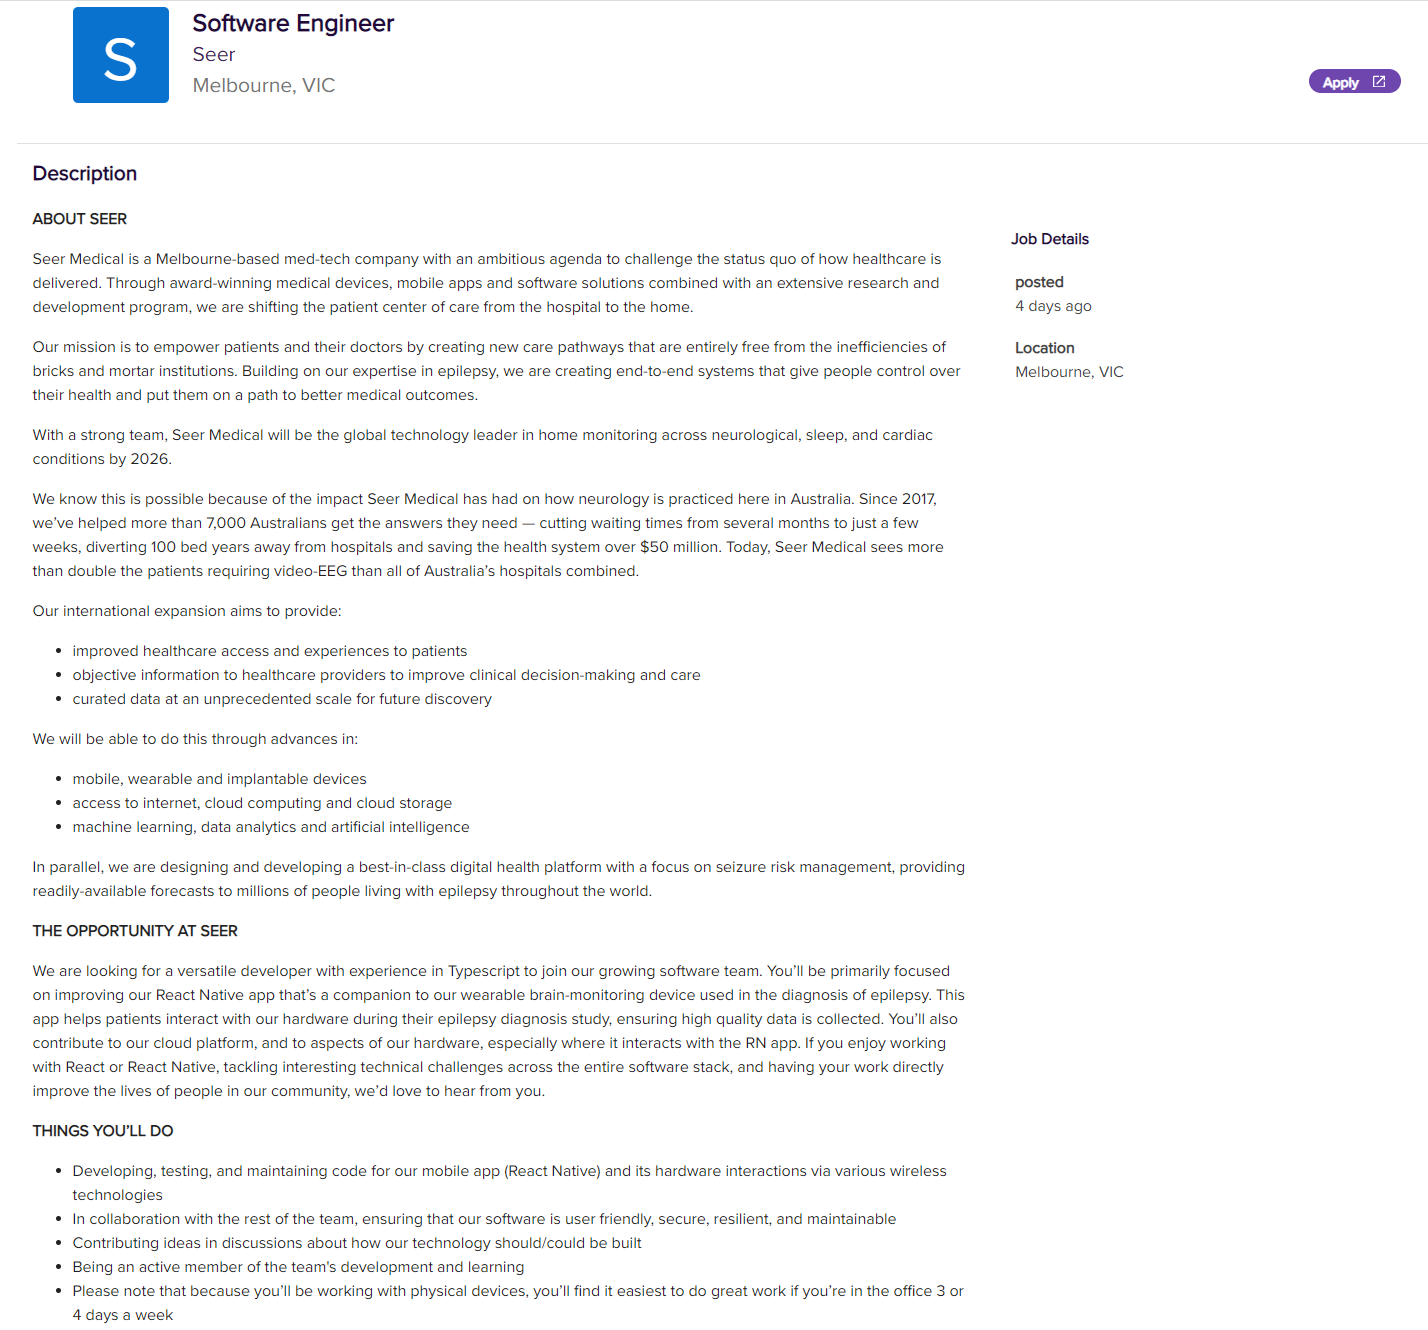 S
Software Engineer
Seer
Melbourne, VIC
Apply
Description
ABOUT SEER
Seer Medical is a Melbourne-based med-tech company with an ambitious agenda to challenge the status quo of how healthcare is
delivered. Through award-winning medical devices, mobile apps and software solutions combined with an extensive research and
development program, we are shifting the patient center of care from the hospital to the home.
Our mission is to empower patients and their doctors by creating new care pathways that are entirely free from the inefficiencies of
bricks and mortar institutions. Building on our expertise in epilepsy, we are creating end-to-end systems that give people control over
their health and put them on a path to better medical outcomes.
With a strong team, Seer Medical will be the global technology leader in home monitoring across neurological, sleep, and cardiac
conditions by 2026.
We know this is possible because of the impact Seer Medical has had on how neurology is practiced here in Australia. Since 2017,
we’ve helped more than 7,000 Australians get the answers they need — cutting waiting times from several months to just a few
weeks, diverting 100 bed years away from hospitals and saving the health system over $50 million. Today, Seer Medical sees more
than double the patients requiring video-EEG than all of Australia’s hospitals combined.
Our international expansion aims to provide:
• improved healthcare access and experiences to patients
• objective information to healthcare providers to improve clinical decision-making and care
• curated data at an unprecedented scale for future discovery
We will be able to do this through advances in:
• mobile, wearable and implantable devices
• access to internet, cloud computing and cloud storage
• machine learning, data analytics and artificial intelligence
In parallel, we are designing and developing a best-in-class digital health platform with a focus on seizure risk management, providing
readily-available forecasts to millions of people living with epilepsy throughout the world.
THE OPPORTUNITY AT SEER
We are looking for a versatile developer with experience in Typescript to join our growing software team. You’ll be primarily focused
on improving our React Native app that’s a companion to our wearable brain-monitoring device used in the diagnosis of epilepsy. This
app helps patients interact with our hardware during their epilepsy diagnosis study, ensuring high quality data is collected. You’ll also
contribute to our cloud platform, and to aspects of our hardware, especially where it interacts with the RN app. If you enjoy working
with React or React Native, tackling interesting technical challenges across the entire software stack, and having your work directly
improve the lives of people in our community, we’d love to hear from you.
THINGS YOU’LL DO
• Developing, testing, and maintaining code for our mobile app (React Native) and its hardware interactions via various wireless
technologies
• In collaboration with the rest of the team, ensuring that our software is user friendly, secure, resilient, and maintainable
• Contributing ideas in discussions about how our technology should/could be built
• Being an active member of the team's development and learning
• Please note that because you’ll be working with physical devices, you’ll find it easiest to do great work if you’re in the office 3 or
4 days a week
Job Details
posted
4 days ago
Location
Melbourne, VIC